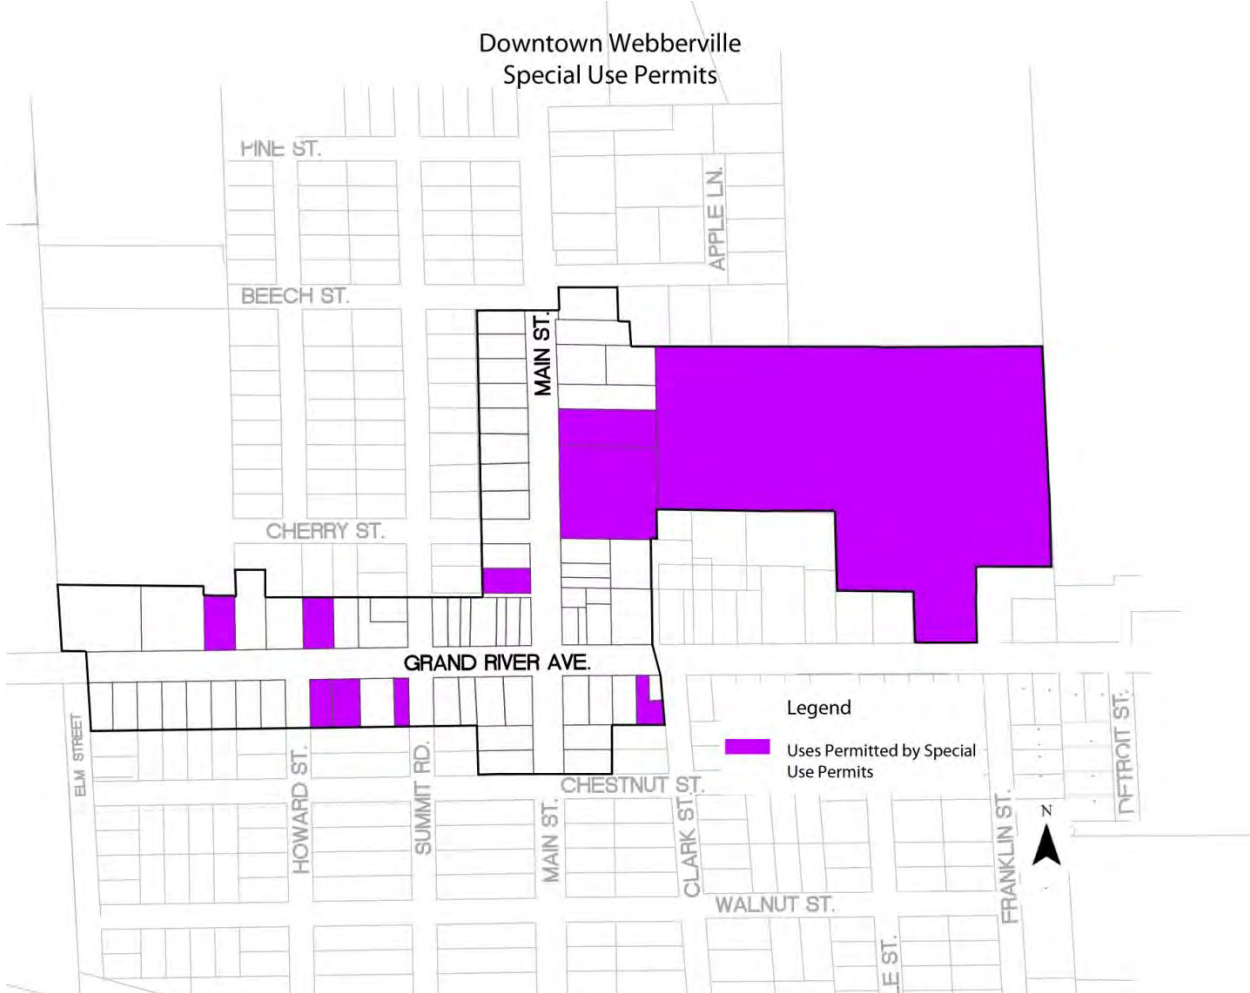 Downtown Webberville
Special Use Permits
PINE ST.
APPLE LN.
BEECH ST.
MAIN ST.
CHERRY ST.
GRAND RIVER AVE.
Legend
Uses Permitted by Special
Use Permits
ELM STREET
HOWARD ST.
SUMMIT RD.
MAIN ST.
CHESTNUT ST.
CLARK ST.
FRANKLIN ST.
DETROIT ST.
N
WALNUT ST.
LE ST.